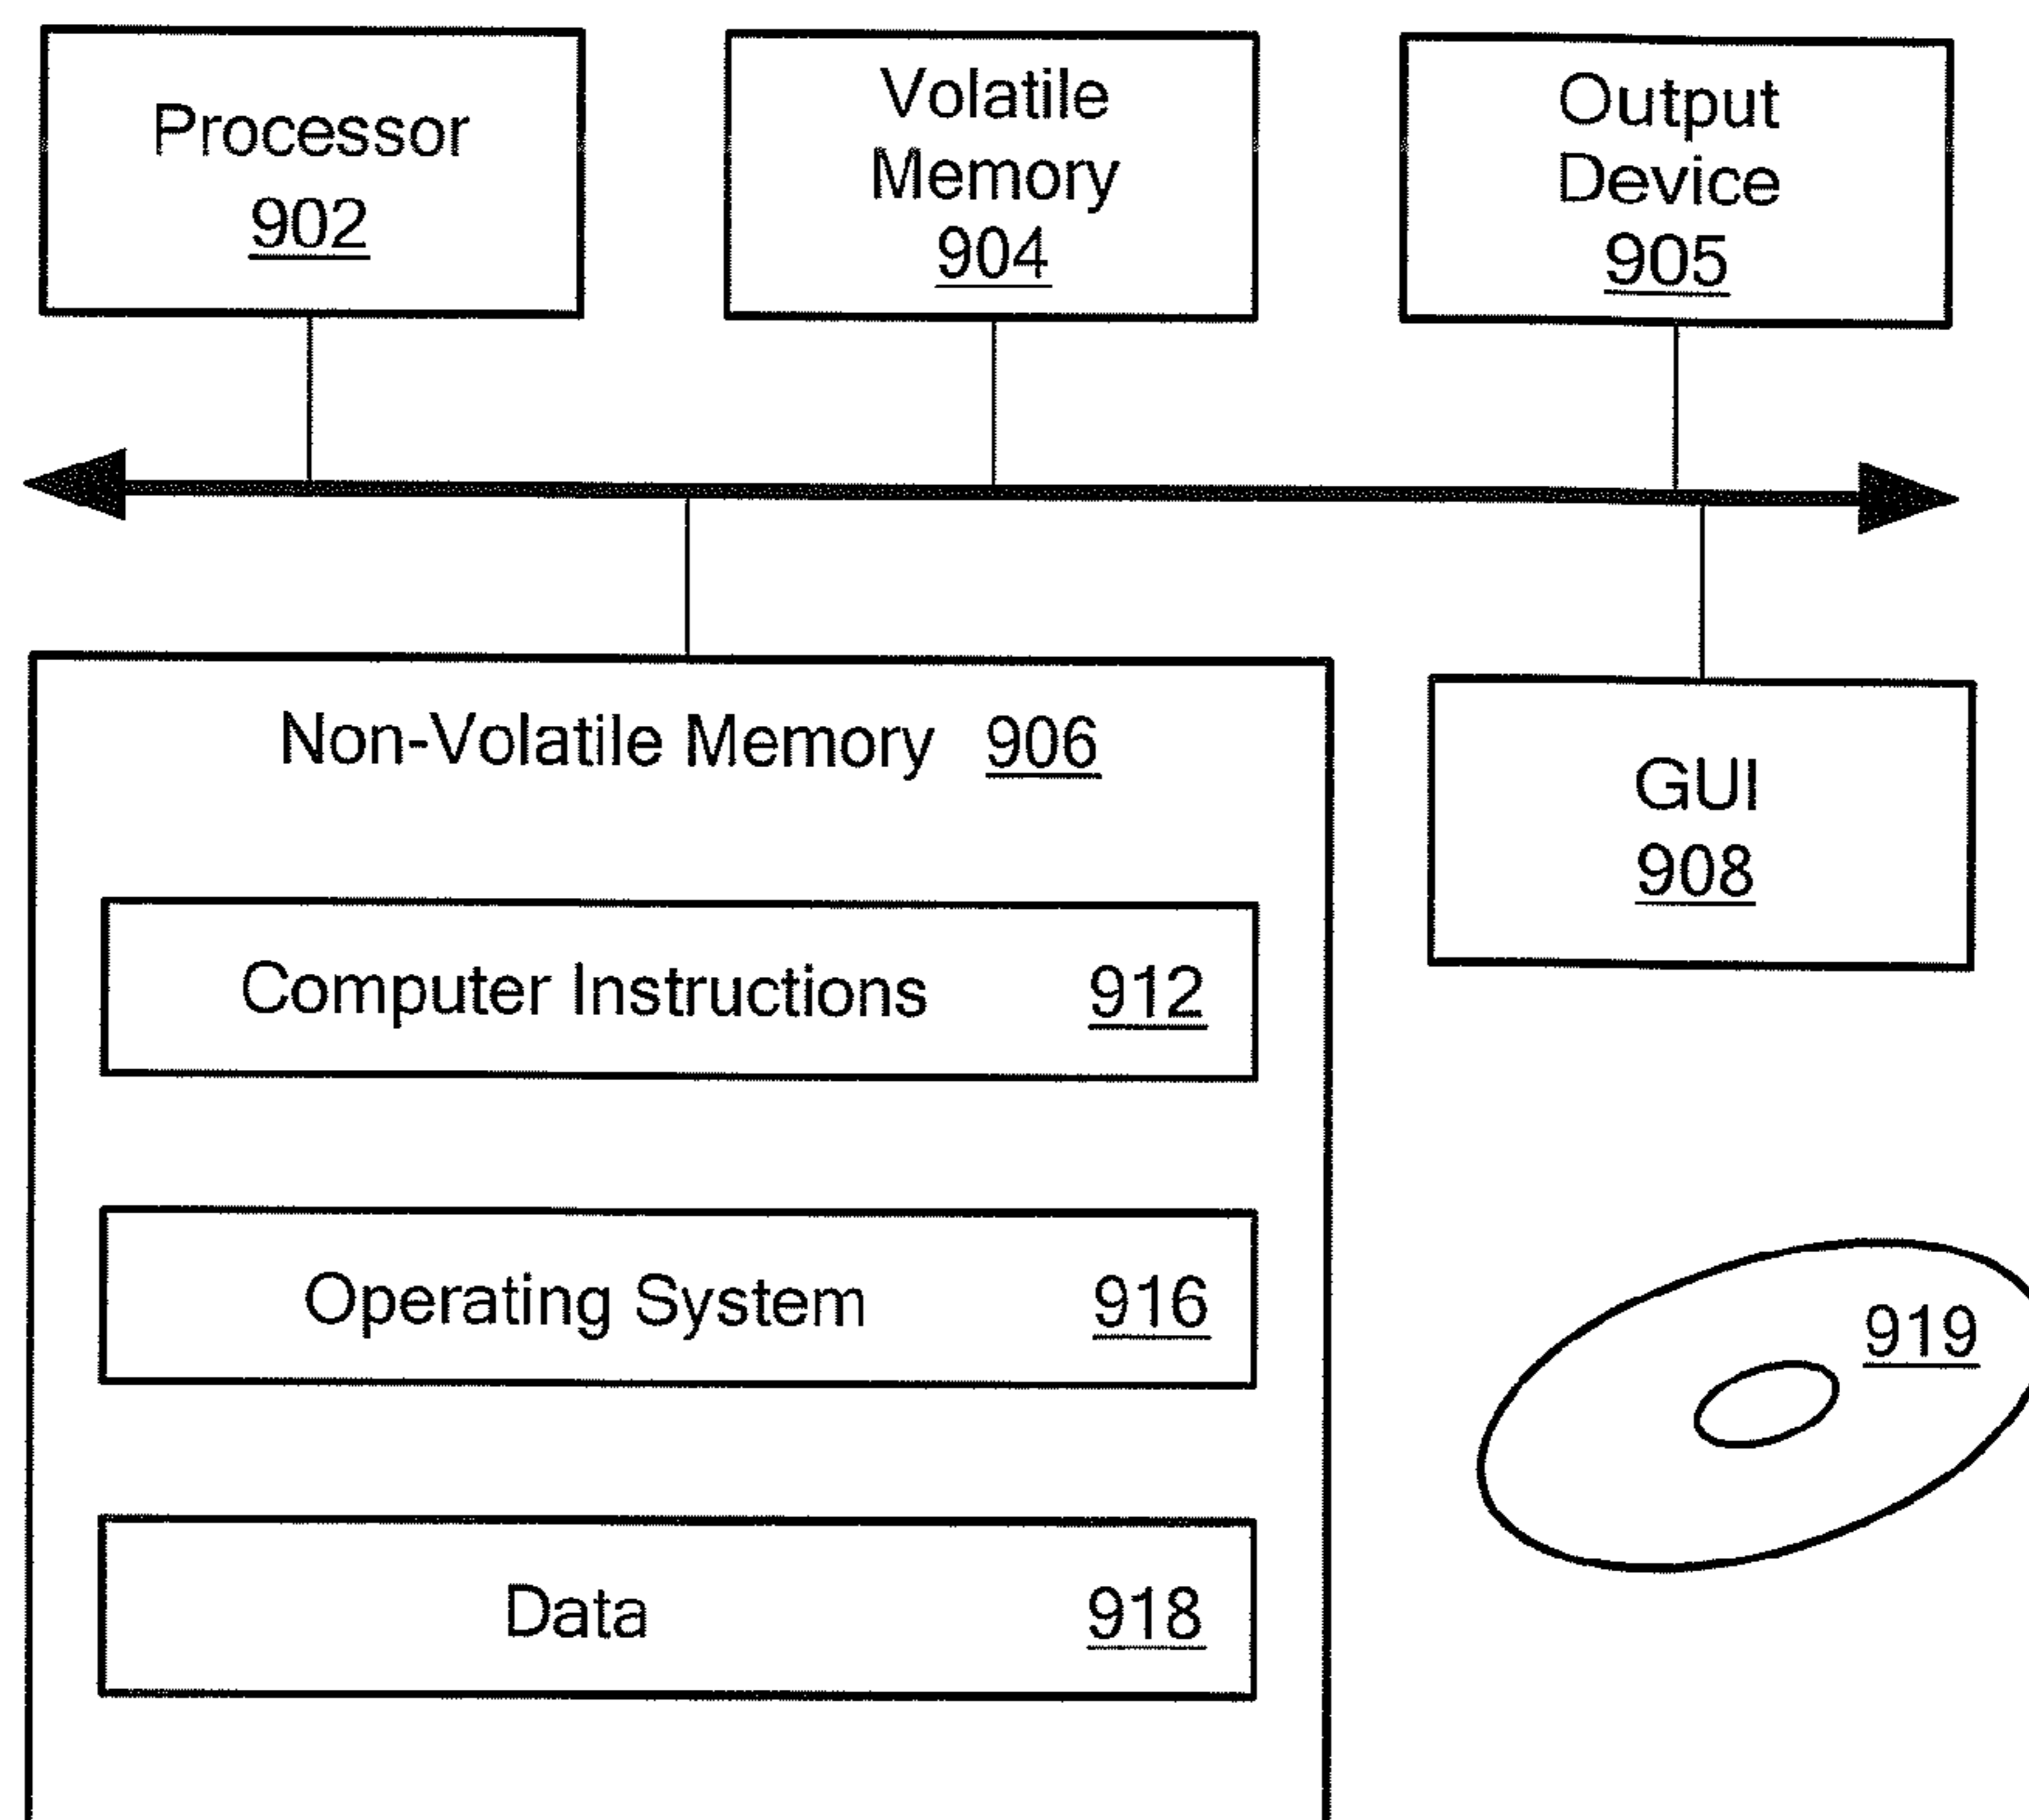 Processor
902
Volatile
Memory
904
Output
Device
905
Non-Volatile Memory 906
GUI
908
Computer Instructions 912
Operating System 916
919
Data 918